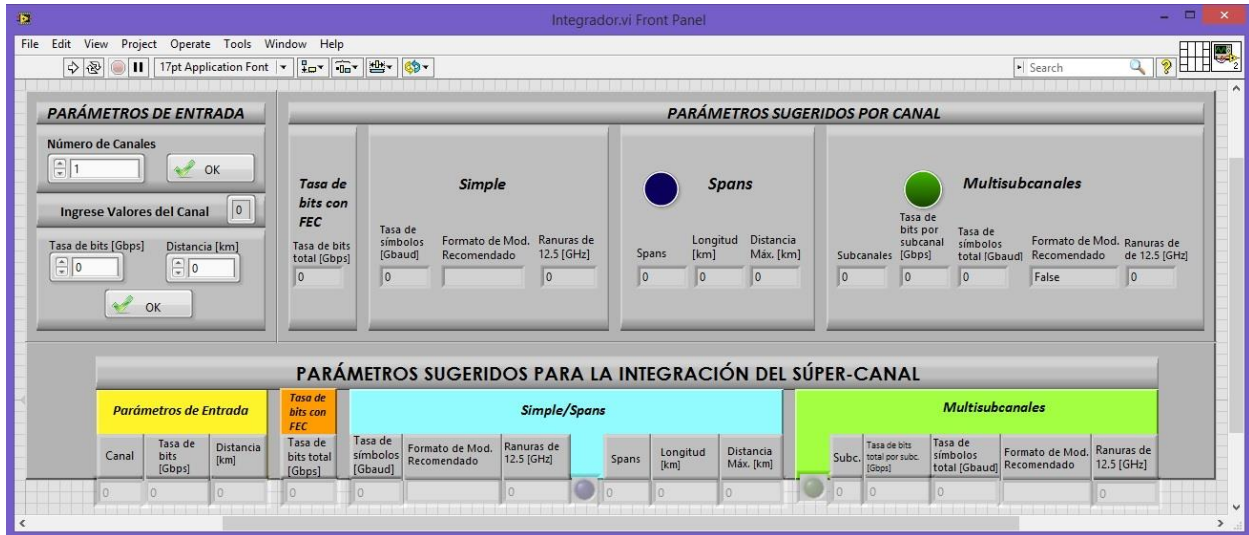 Integrador.vi Front Panel
File Edit View Project Operate Tools Window Help
17pt Application Font
Search
2
PARÁMETROS DE ENTRADA
Número de Canales
1
OK
Ingrese Valores del Canal
0
Tasa de bits [Gbps]
Distancia [km]
0
0
OK
PARÁMETROS SUGERIDOS POR CANAL
Tasa de
bits con
FEC
Tasa de bits
total [Gbps]
0
Simple
Tasa de
símbolos
[Gbaud]
0
Formato de Mod.
Recomendado
Ranuras de
12.5 [GHz]
0
Spans
Spans
0
Longitud
[km]
0
Distancia
Máx. [km]
0
Multisubcanales
Subcanales
0
Tasa de
bits por
subcanal
[Gbps]
0
Tasa de
símbolos
total [Gbaud]
0
Formato de Mod.
Recomendado
False
Ranuras de
de 12.5 [GHz]
0
PARÁMETROS SUGERIDOS PARA LA INTEGRACIÓN DEL SÚPER-CANAL
Parámetros de Entrada
Canal
0
Tasa de
bits
[Gbps]
0
Distancia
[km]
0
Tasa de
bits con
FEC
Tasa de
bits total
[Gbps]
0
Simple/Spans
Tasa de
símbolos
[Gbaud]
0
Formato de Mod.
Recomendado
Ranuras de
12.5 [GHz]
0
Spans
0
Longitud
[km]
0
Distancia
Máx. [km]
0
Multisubcanales
Subc.
0
Tasa de bits
total por subc.
[Gbps]
0
Tasa de
símbolos
total [Gbaud]
0
Formato de Mod.
Recomendado
Ranuras de
12.5 [GHz]
0